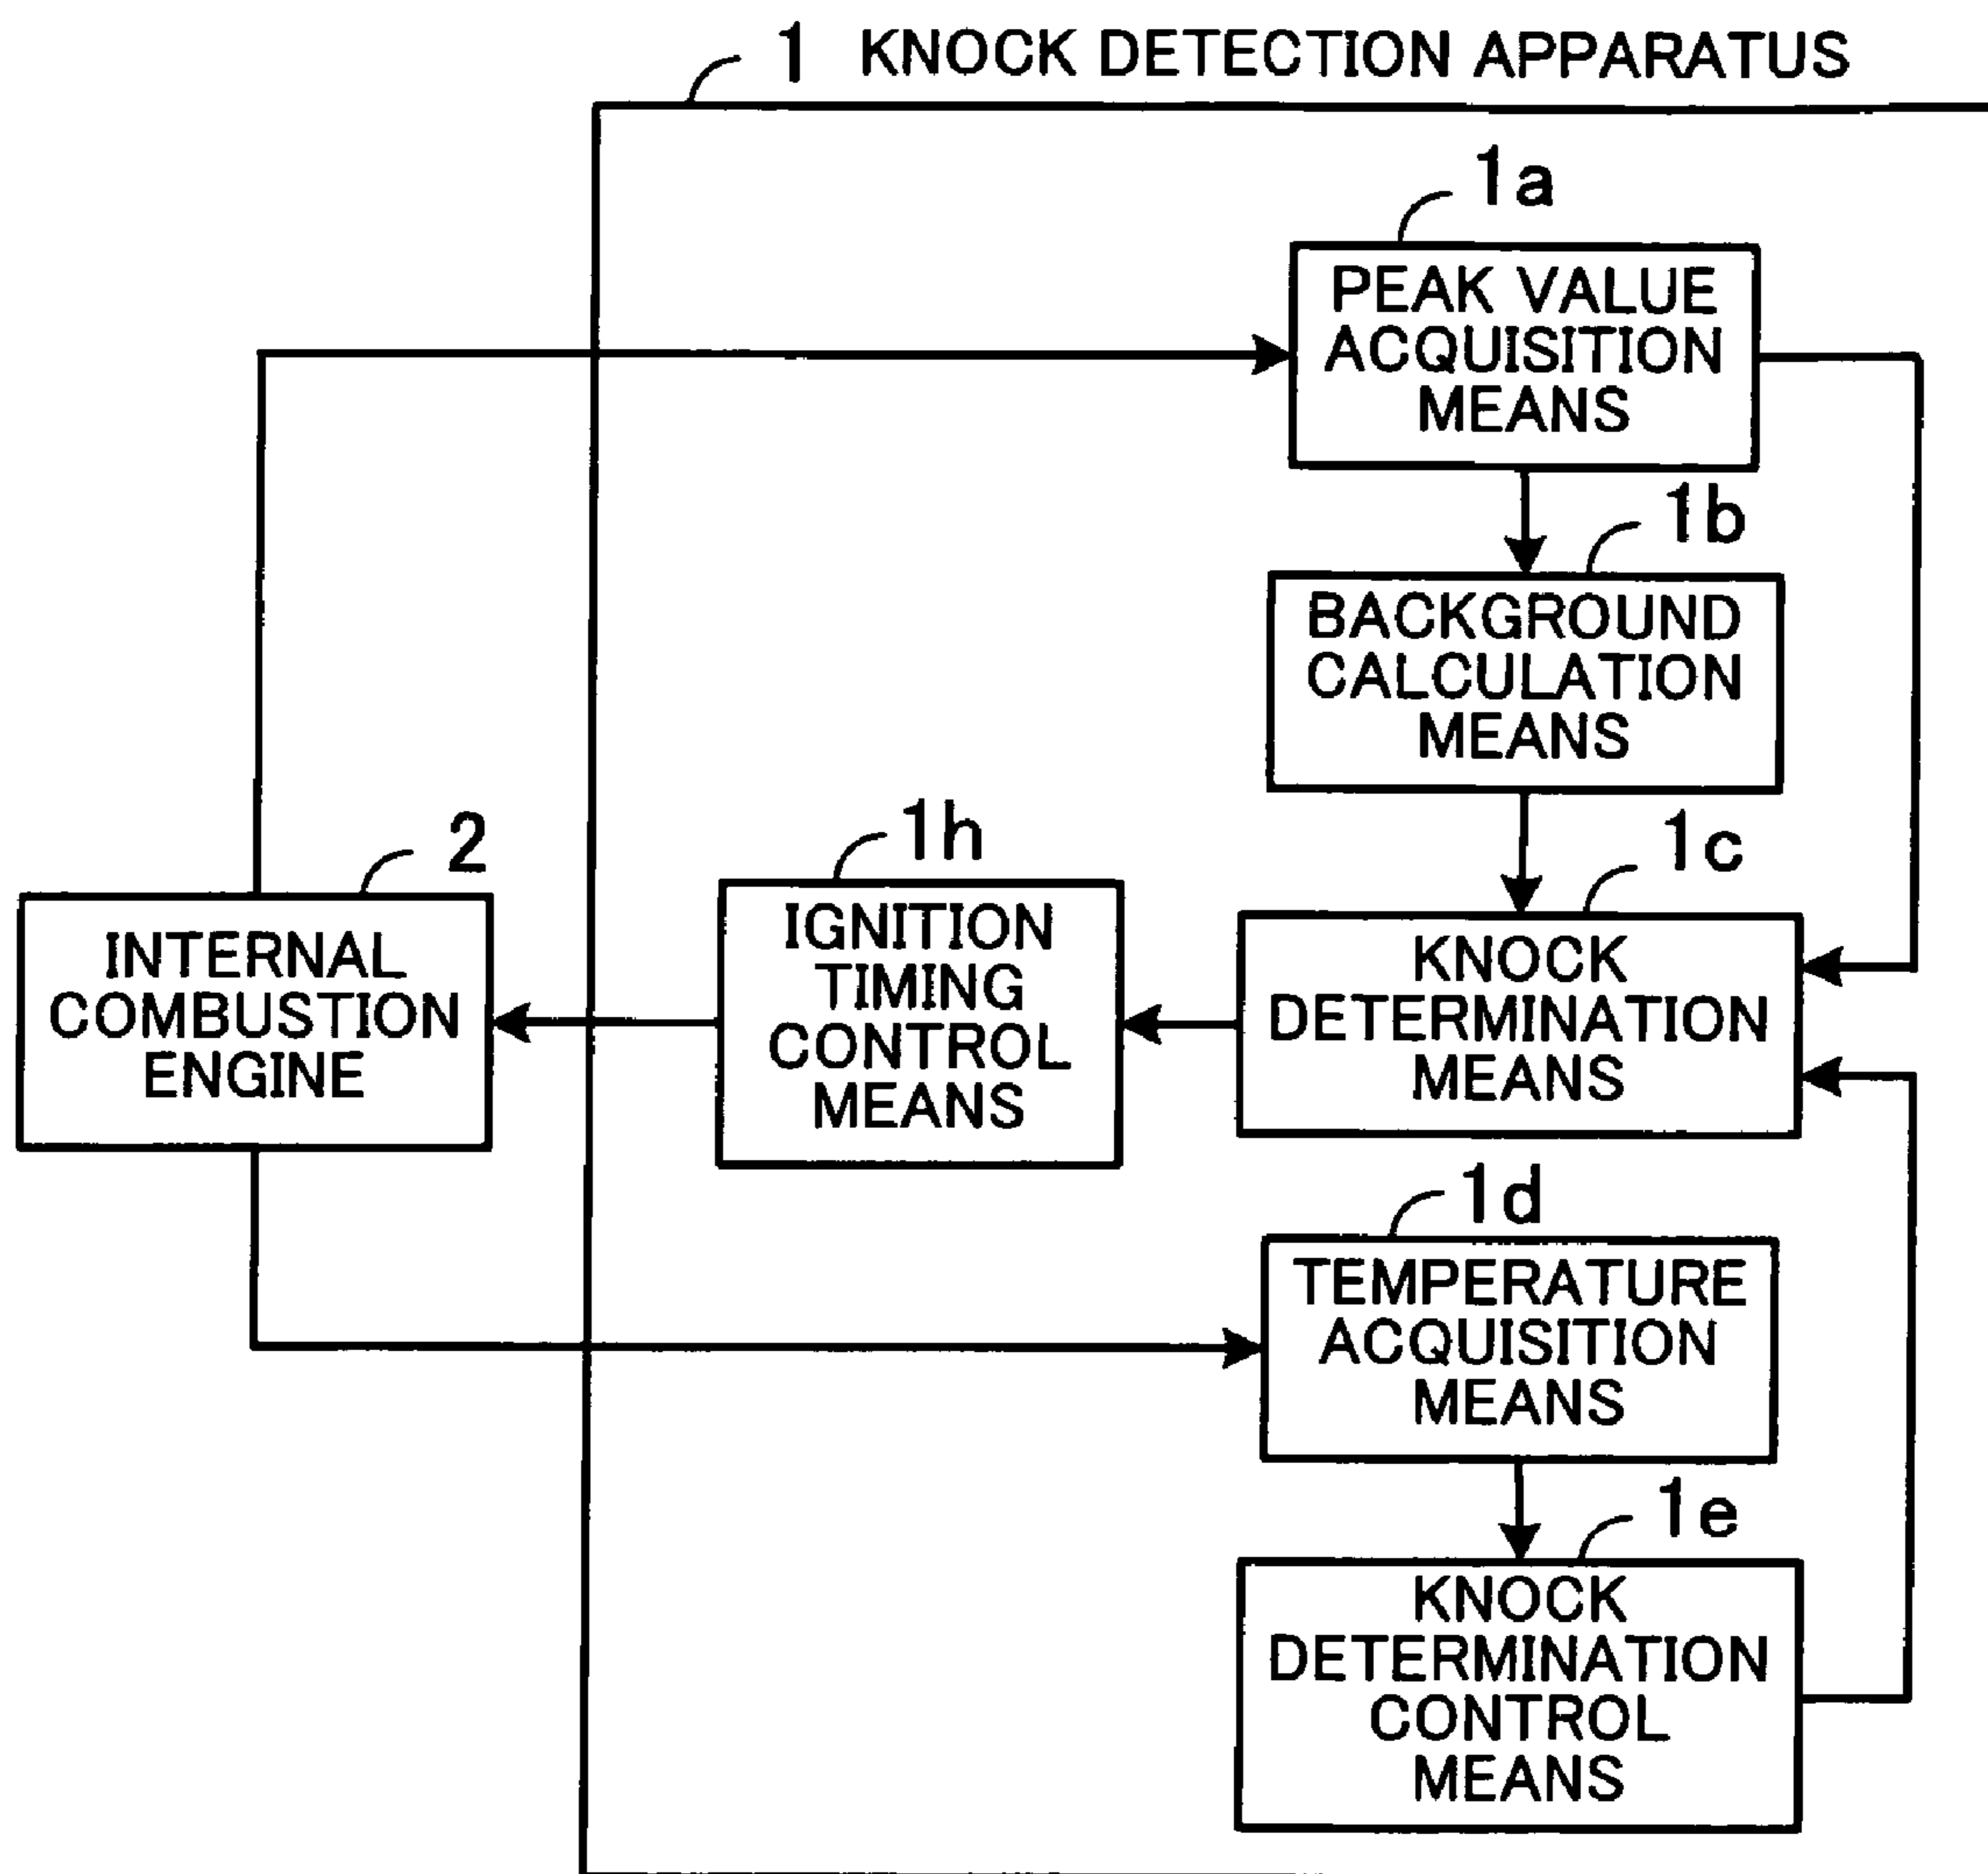 1 KNOCK DETECTION APPARATUS
1a
PEAK VALUE
ACQUISITION
MEANS
1b
BACKGROUND
CALCULATION
MEANS
2
INTERNAL
COMBUSTION
ENGINE
1h
IGNITION
TIMING
CONTROL
MEANS
1c
KNOCK
DETERMINATION
MEANS
1d
TEMPERATURE
ACQUISITION
MEANS
1e
KNOCK
DETERMINATION
CONTROL
MEANS